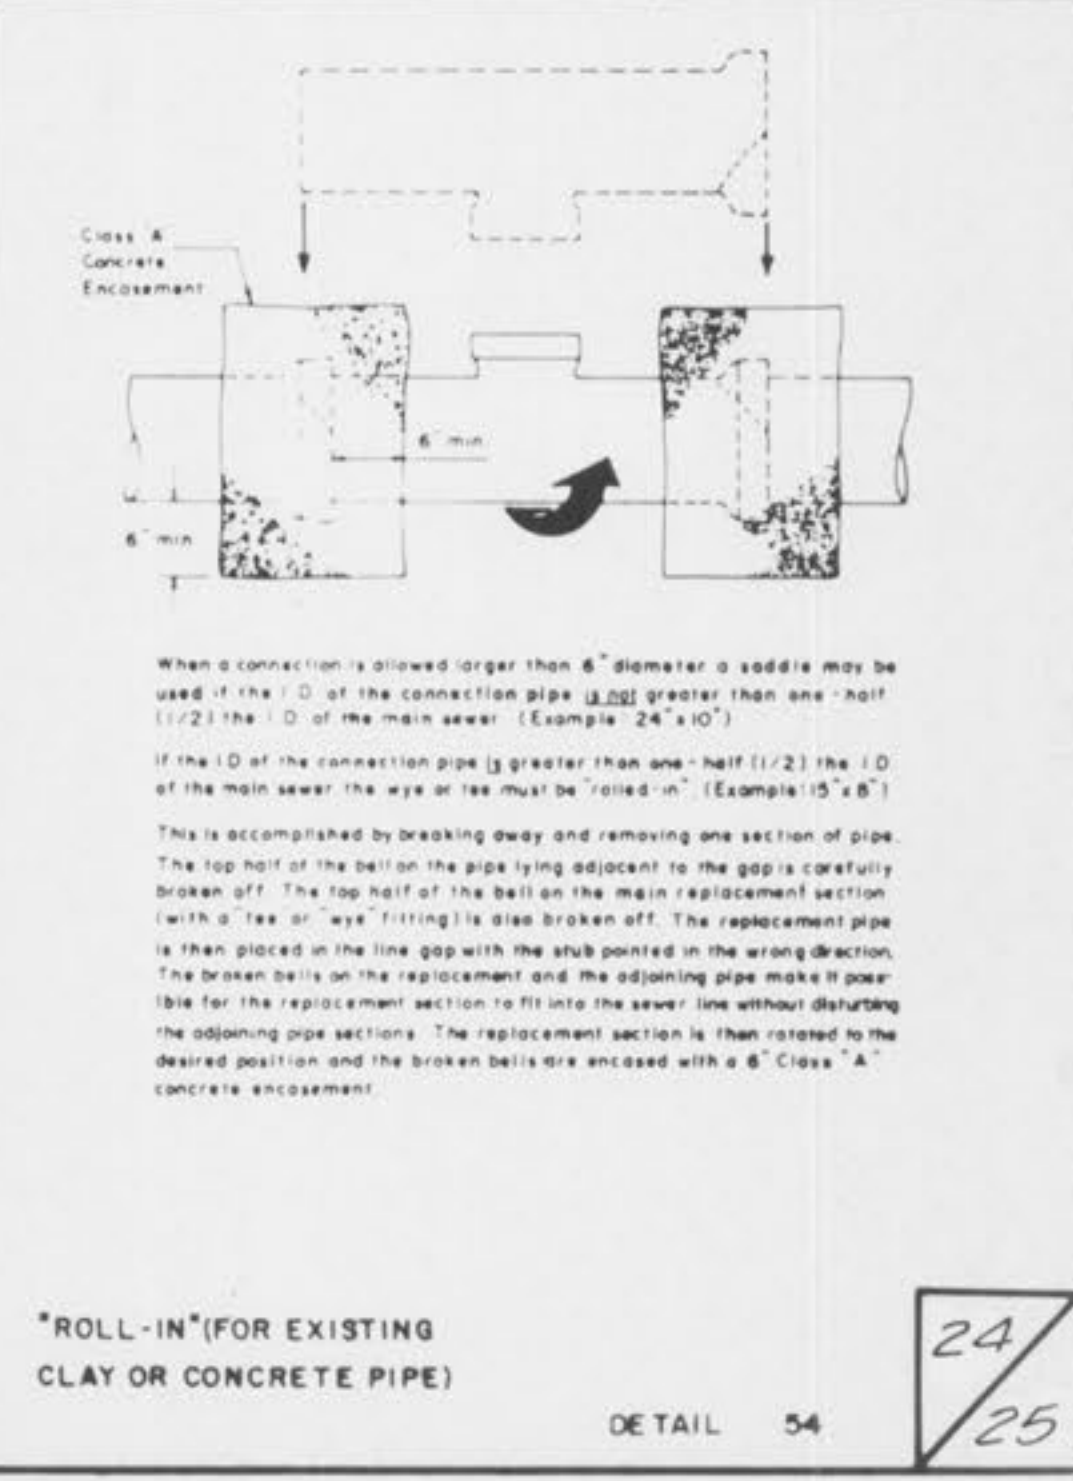 Class A
Concrete
Encasement
6" min
6" min
When a connection is allowed larger than 6" diameter a saddle may be
used if the I.D. of the connection pipe is not greater than one-half
(1/2) the I.D. of the main sewer. (Example: 24"x10")
If the I.D. of the connection pipe is greater than one-half (1/2) the I.D.
of the main sewer, the wye or tee must be "rolled-in". (Example: 15"x8")
This is accomplished by breaking away and removing one section of pipe.
The top half of the bell on the pipe lying adjacent to the gap is carefully
broken off. The top half of the bell on the main replacement section
(with a "tee" or "wye" fitting) is also broken off. The replacement pipe
is then placed in the line gap with the stub pointed in the wrong direction.
The broken bells on the replacement and the adjoining pipe make it poss-
ible for the replacement section to fit into the sewer line without disturbing
the adjoining pipe sections. The replacement section is then rotated to the
desired position and the broken bells are encased with a 6" Class "A"
concrete encasement.
"ROLL-IN"(FOR EXISTING
CLAY OR CONCRETE PIPE)
DETAIL 54
24
25